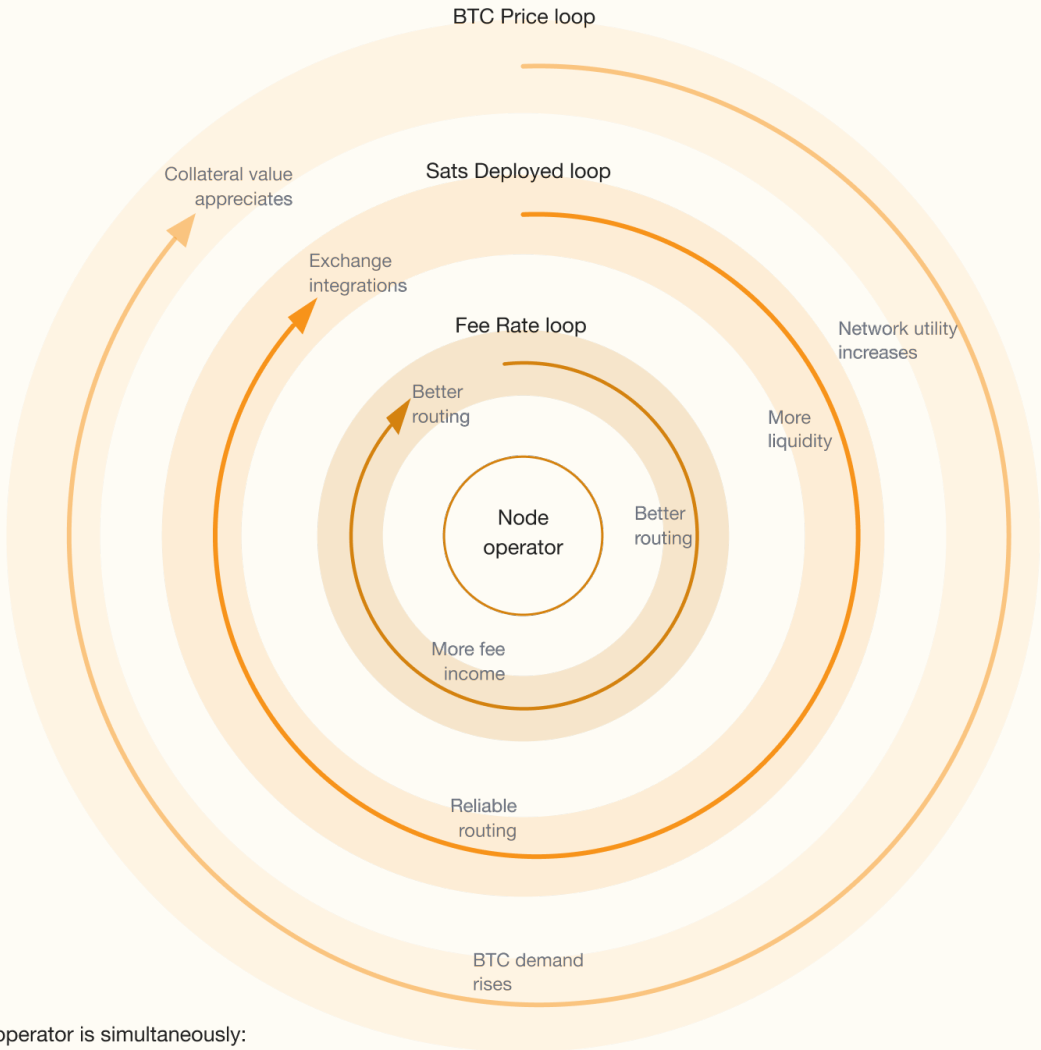 BTC Price loop
Collateral value
appreciates
Sats Deployed loop
Exchange
integrations
Fee Rate loop
Network utility
increases
Better
routing
More
liquidity
Node
operator
Better
routing
More fee
income
Reliable
routing
BTC demand
rises
operator is simultaneously: